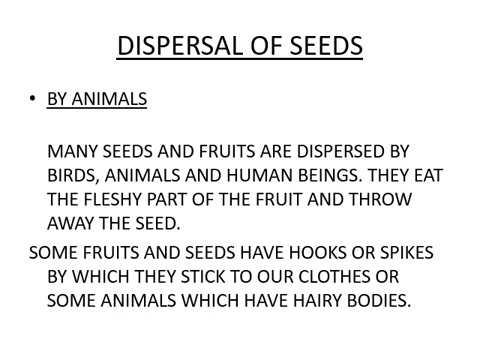 DISPERSAL OF SEEDS
• BY ANIMALS
MANY SEEDS AND FRUITS ARE DISPERSED BY
BIRDS, ANIMALS AND HUMAN BEINGS. THEY EAT
THE FLESHY PART OF THE FRUIT AND THROW
AWAY THE SEED.
SOME FRUITS AND SEEDS HAVE HOOKS OR SPIKES
BY WHICH THEY STICK TO OUR CLOTHES OR
SOME ANIMALS WHICH HAVE HAIRY BODIES.